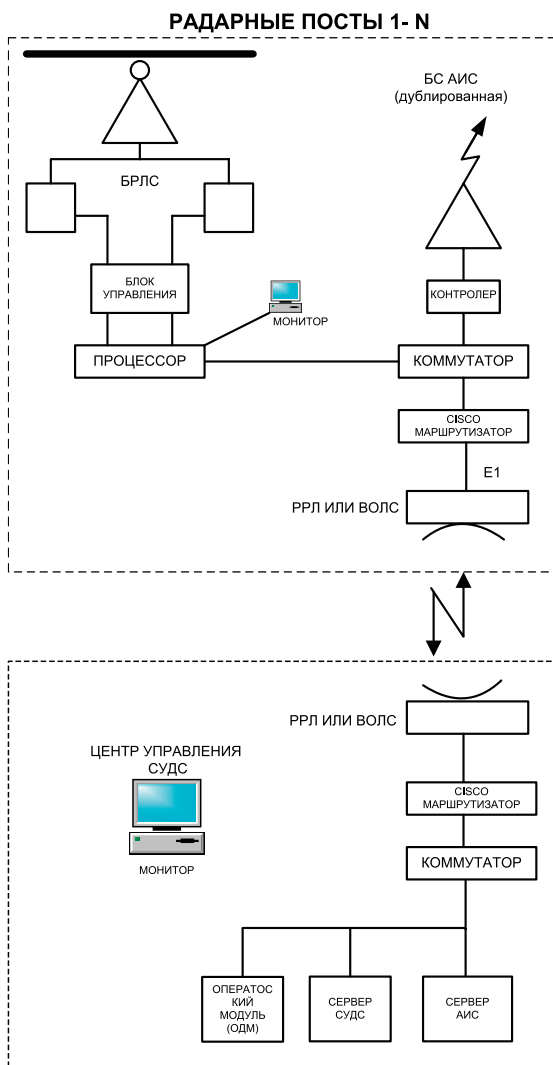 РАДАРНЫЕ ПОСТЫ 1- N
БС АИС
(дублированная)
БРЛС
БЛОК
УПРАВЛЕНИЯ
КОНТРОЛЕР
МОНИТОР
ПРОЦЕССОР
КОММУТАТОР
CISCO
МАРШРУТИЗАТОР
E1
РРЛ ИЛИ ВОЛС
РРЛ ИЛИ ВОЛС
ЦЕНТР УПРАВЛЕНИЯ
СУДС
CISCO
МАРШРУТИЗАТОР
МОНИТОР
КОММУТАТОР
ОПЕРАТОС
КИЙ
МОДУЛЬ
(ОДМ)
СЕРВЕР
СУДС
СЕРВЕР
АИС